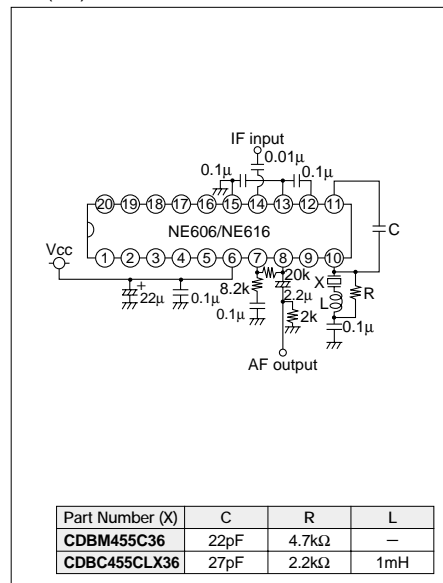 IF input
0.01µ
0.1µ
0.1µ
20 19 18 17 16 15 14 13 12 11
NE606/NE616
C
Vcc
1 2 3 4 5 6 7 8 9 10
+
22µ
0.1µ
8.2k
20k
2.2µ
X
L
R
0.1µ
2k
0.1µ
AF output
Part Number (X) C R L
CDBM455C36 22pF 4.7kΩ —
CDBC455CLX36 27pF 2.2kΩ 1mH